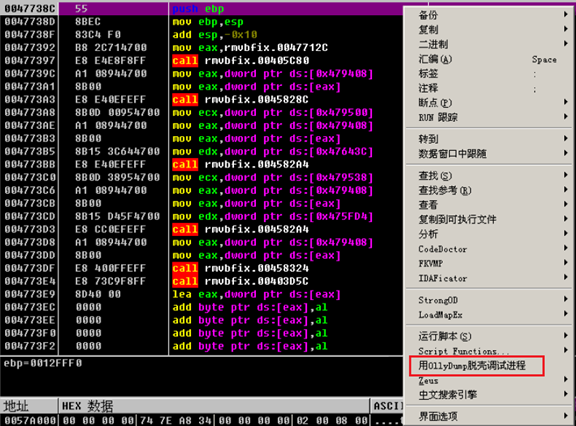 0047738C 55 push ebp
0047738D 8BEC mov ebp,esp
0047738F 83C4 F0 add esp,-0x10
00477392 B8 2C714700 mov eax,rmvbfix.0047712C
00477397 E8 E4E8F8FF call rmvbfix.00405C80
0047739C A1 08944700 mov eax,dword ptr ds:[0x479408]
004773A1 8B00 mov eax,dword ptr ds:[eax]
004773A3 E8 E40EFEFF call rmvbfix.0045828C
004773A8 8B0D 00954700 mov ecx,dword ptr ds:[0x479500]
004773AE A1 08944700 mov eax,dword ptr ds:[0x479408]
004773B3 8B00 mov eax,dword ptr ds:[eax]
004773B5 8B15 3C644700 mov edx,dword ptr ds:[0x47643C]
004773BB E8 E40EFEFF call rmvbfix.004582A4
004773C0 8B0D 38954700 mov ecx,dword ptr ds:[0x479538]
004773C6 A1 08944700 mov eax,dword ptr ds:[0x479408]
004773CB 8B00 mov eax,dword ptr ds:[eax]
004773CD 8B15 D45F4700 mov edx,dword ptr ds:[0x475FD4]
004773D3 E8 CC0EFEFF call rmvbfix.004582A4
004773D8 A1 08944700 mov eax,dword ptr ds:[0x479408]
004773DD 8B00 mov eax,dword ptr ds:[eax]
004773DF E8 400FFEFF call rmvbfix.00458324
004773E4 E8 73C9F8FF call rmvbfix.00403D5C
004773E9 8D40 00 lea eax,dword ptr ds:[eax]
004773EC 0000 add byte ptr ds:[eax],al
004773EE 0000 add byte ptr ds:[eax],al
004773F0 0000 add byte ptr ds:[eax],al
004773F2 0000 add byte ptr ds:[eax],al
ebp=0012FFF0
地址 HEX 数据 ASCII
0057A000 00 00 00 00 74 7E A8 34 00 00 00 00 02 00 08 00
备份
复制
二进制
汇编(A) Space
标签 :
注释 ;
断点(P)
RUN 跟踪
转到
数据窗口中跟随
查找(S)
查找参考(R)
查看
复制到可执行文件
分析
CodeDoctor
FKVMP
IDAFicator
StrongOD
LoadMapEx
运行脚本(S)
Script Functions...
用OllyDump脱壳调试进程
Zeus
中文搜索引擎
界面选项